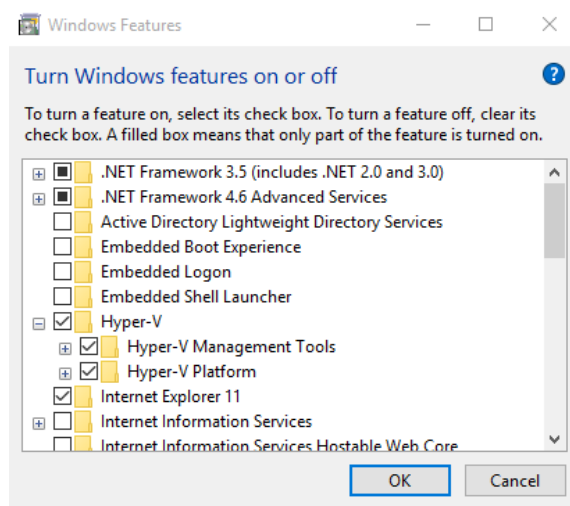 Windows Features
Turn Windows features on or off
To turn a feature on, select its check box. To turn a feature off, clear its
check box. A filled box means that only part of the feature is turned on.
.NET Framework 3.5 (includes .NET 2.0 and 3.0)
.NET Framework 4.6 Advanced Services
Active Directory Lightweight Directory Services
Embedded Boot Experience
Embedded Logon
Embedded Shell Launcher
Hyper-V
Hyper-V Management Tools
Hyper-V Platform
Internet Explorer 11
Internet Information Services
Internet Information Services Hostable Web Core
OK Cancel